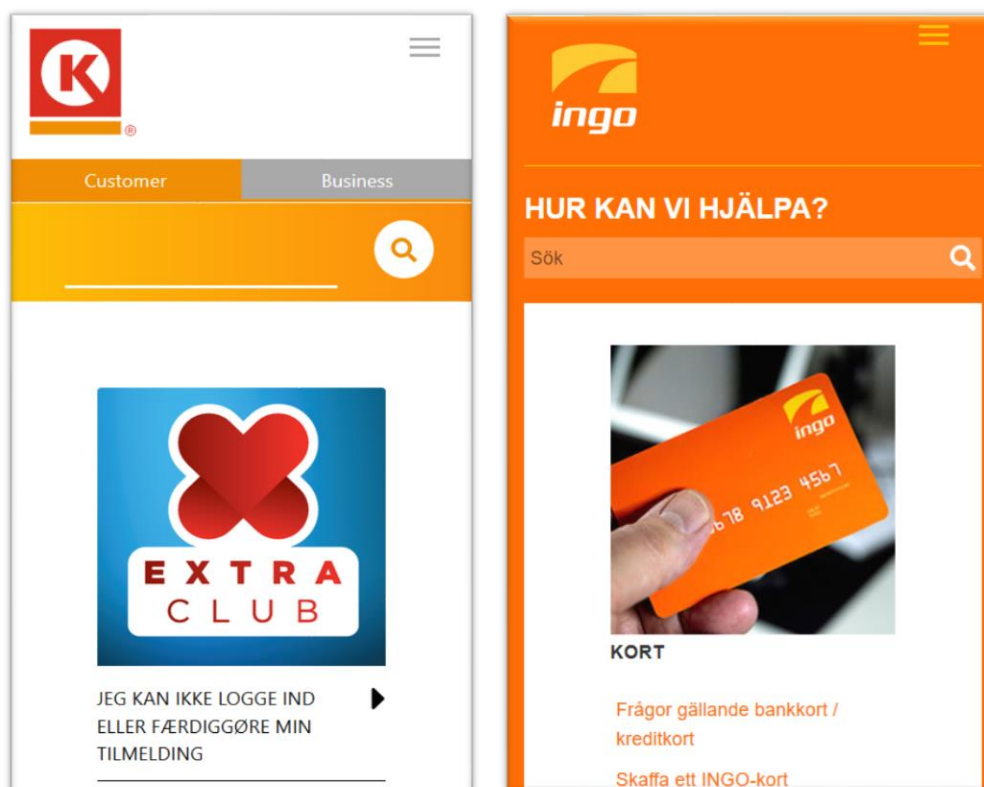 K
®
Customer
Business
EXTRA
CLUB
JEG KAN IKKE LOGGE IND
ELLER FÆRDIGGØRE MIN
TILMELDING
ingo
HUR KAN VI HJÄLPA?
Sök
ingo
678 9123 4567
KORT
Frågor gällande bankkort /
kreditkort
Skaffa ett INGO-kort